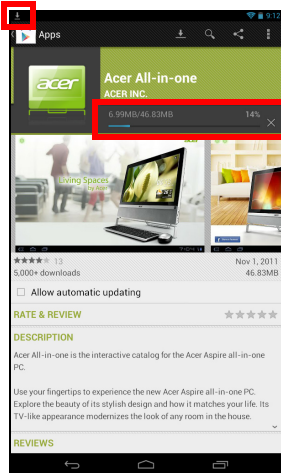 9:12
Apps
acer
Acer All-in-one
ACER INC.
6.99MB/46.83MB 14%
Living Spaces
by Acer
13
Nov 1, 2011
5,000+ downloads
46.83MB
Allow automatic updating
RATE & REVIEW
DESCRIPTION
Acer All-in-one is the interactive catalog for the Acer Aspire all-in-one
PC.
Use your fingertips to experience the new Acer Aspire all-in-one PC.
Explore the beauty of its stylish design and how it matches your life. Its
TV-like appearance modernizes the look of any room in the house.
REVIEWS